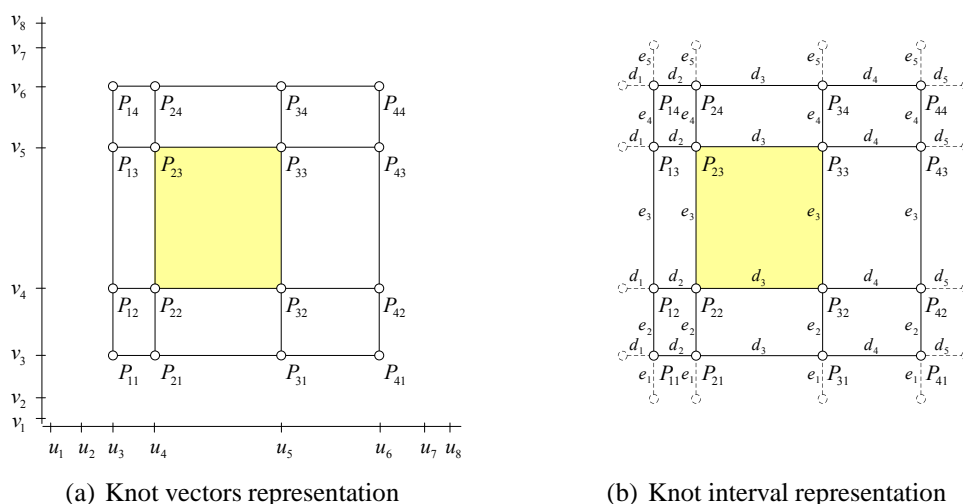 v8
v7
v6
P14 P24 P34 P44
v5
P13 P23 P33 P43
v4
P12 P22 P32 P42
v3
P11 P21 P31 P41
v2
v1
u1 u2 u3 u4 u5 u6 u7 u8
(a) Knot vectors representation
e5 e5 e5 e5
d1 d2 d3 d4 d5
P14 P24 P34 P44
e4 e4 e4 e4
d1 d2 d3 d4 d5
P13 P23 P33 P43
e3 e3 e3 e3
d1 d2 d3 d4 d5
P12 P22 P32 P42
e2 e2 e2 e2
d1 d2 d3 d4 d5
P11 P21 P31 P41
e1 e1 e1 e1
(b) Knot interval representation